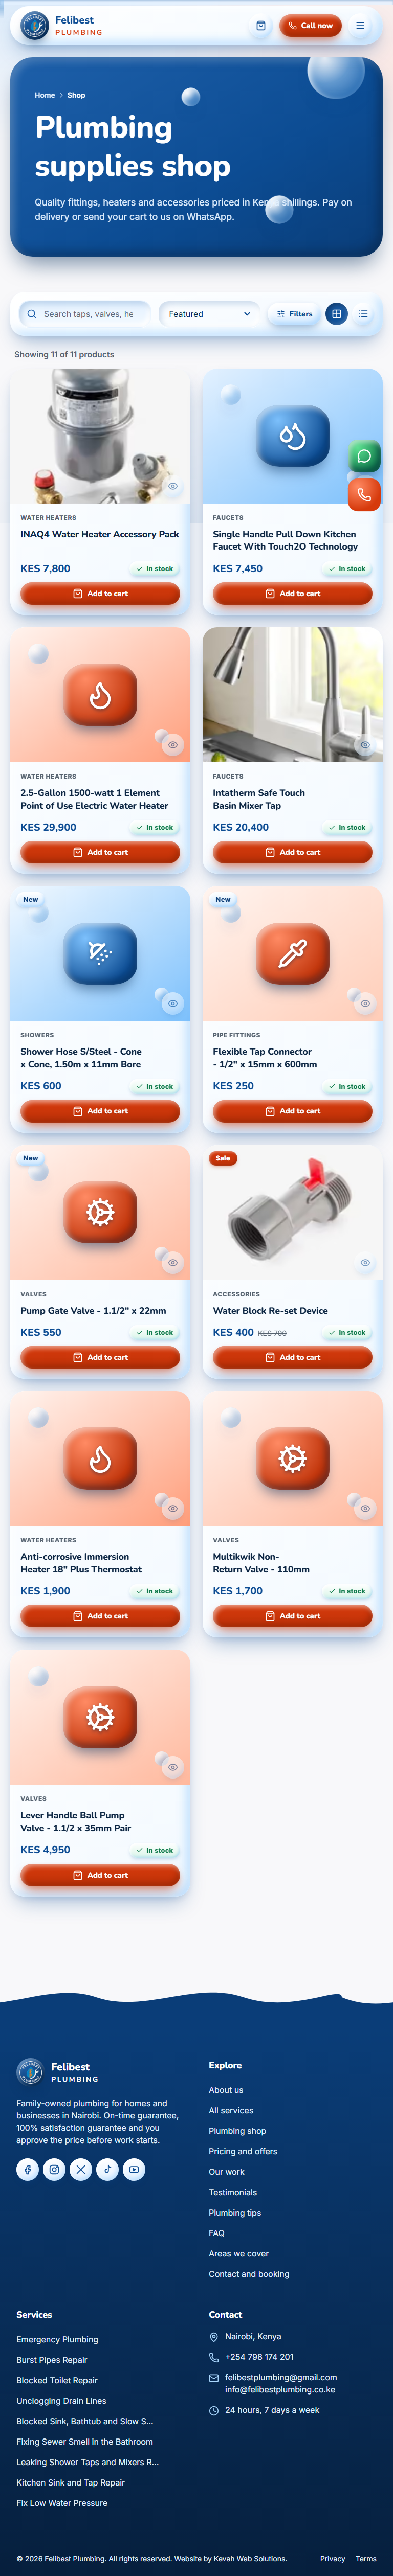 Felibest
PLUMBING
Call now
Home > Shop
Plumbing
supplies shop
Quality fittings, heaters and accessories priced in Kenya shillings. Pay on
delivery or send your cart to us on WhatsApp.
Search taps, valves, he
Featured
Filters
Showing 11 of 11 products
WATER HEATERS
INAQ4 Water Heater Accessory Pack
KES 7,800
In stock
Add to cart
FAUCETS
Single Handle Pull Down Kitchen
Faucet With Touch2O Technology
KES 7,450
In stock
Add to cart
WATER HEATERS
2.5-Gallon 1500-watt 1 Element
Point of Use Electric Water Heater
KES 29,900
In stock
Add to cart
FAUCETS
Intatherm Safe Touch
Basin Mixer Tap
KES 20,400
In stock
Add to cart
New
SHOWERS
Shower Hose S/Steel - Cone
x Cone, 1.50m x 11mm Bore
KES 600
In stock
Add to cart
New
PIPE FITTINGS
Flexible Tap Connector
- 1/2" x 15mm x 600mm
KES 250
In stock
Add to cart
New
VALVES
Pump Gate Valve - 1.1/2" x 22mm
KES 550
In stock
Add to cart
Sale
ACCESSORIES
Water Block Re-set Device
KES 400 KES 700
In stock
Add to cart
WATER HEATERS
Anti-corrosive Immersion
Heater 18" Plus Thermostat
KES 1,900
In stock
Add to cart
VALVES
Multikwik Non-
Return Valve - 110mm
KES 1,700
In stock
Add to cart
VALVES
Lever Handle Ball Pump
Valve - 1.1/2 x 35mm Pair
KES 4,950
In stock
Add to cart
Felibest
PLUMBING
Family-owned plumbing for homes and
businesses in Nairobi. On-time guarantee,
100% satisfaction guarantee and you
approve the price before work starts.
Explore
About us
All services
Plumbing shop
Pricing and offers
Our work
Testimonials
Plumbing tips
FAQ
Areas we cover
Contact and booking
Services
Emergency Plumbing
Burst Pipes Repair
Blocked Toilet Repair
Unclogging Drain Lines
Blocked Sink, Bathtub and Slow S...
Fixing Sewer Smell in the Bathroom
Leaking Shower Taps and Mixers R...
Kitchen Sink and Tap Repair
Fix Low Water Pressure
Contact
Nairobi, Kenya
+254 798 174 201
felibestplumbing@gmail.com
info@felibestplumbing.co.ke
24 hours, 7 days a week
© 2026 Felibest Plumbing. All rights reserved. Website by Kevah Web Solutions.
Privacy
Terms